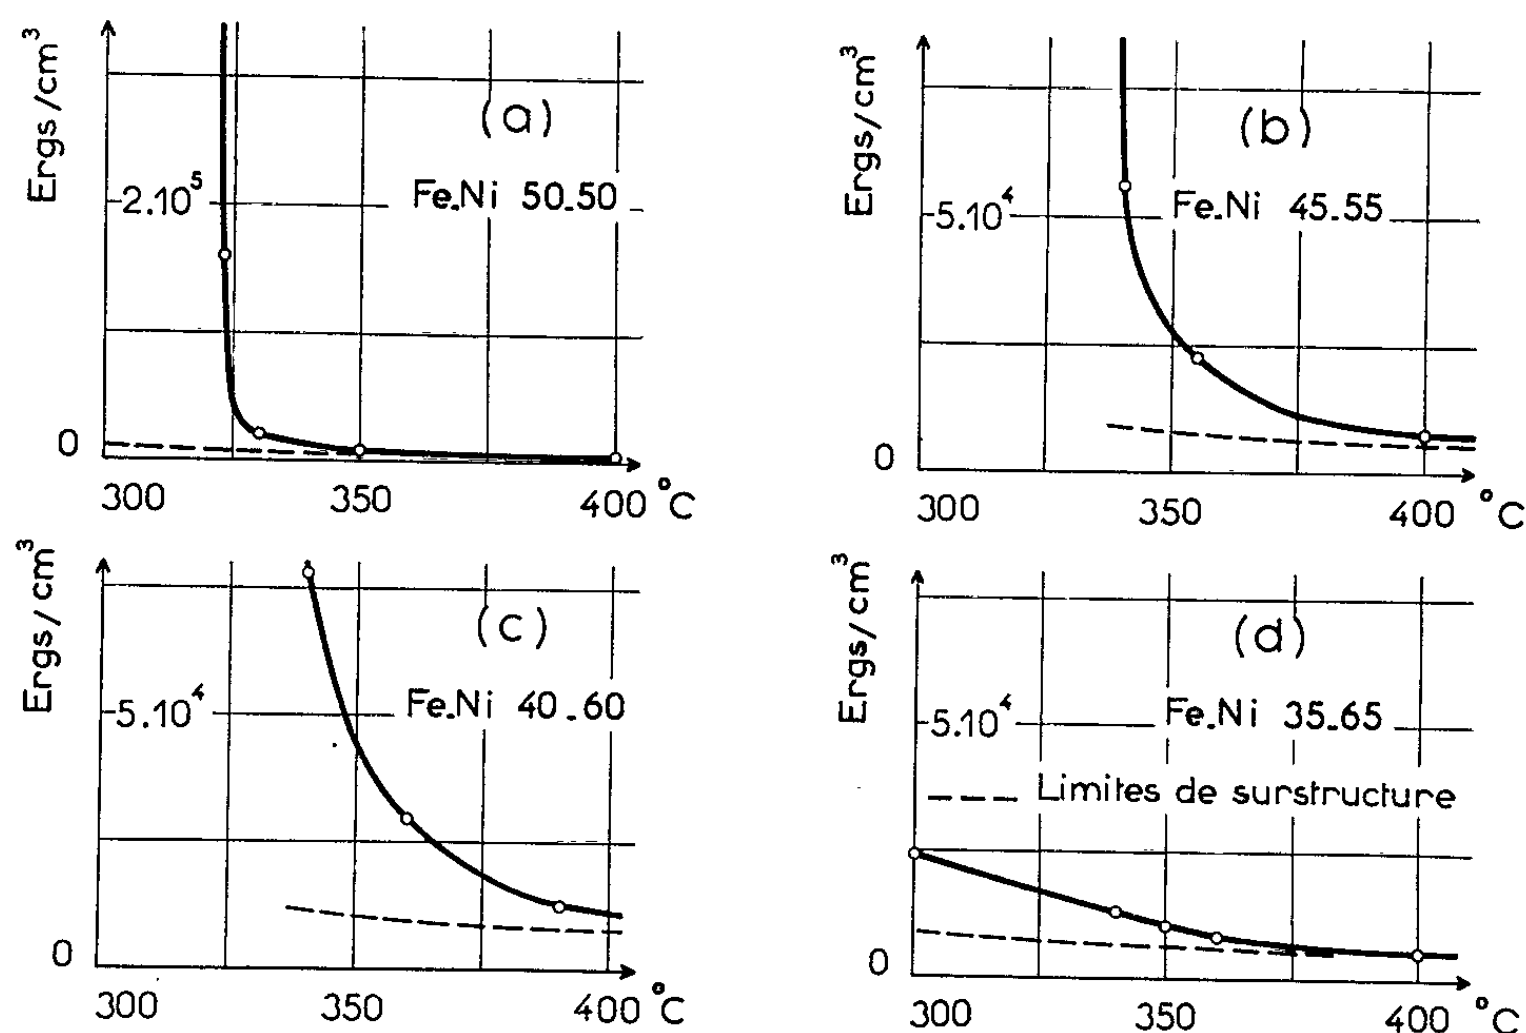 Ergs/cm³
(a)
2.10⁵
Fe.Ni 50.50
0
300 350 400 °C
Ergs/cm³
(b)
5.10⁴
Fe.Ni 45.55
0
300 350 400 °C
Ergs/cm³
(c)
5.10⁴
Fe.Ni 40.60
0
300 350 400 °C
Ergs/cm³
(d)
5.10⁴
Fe.Ni 35.65
Limites de surstructure
0
300 350 400 °C